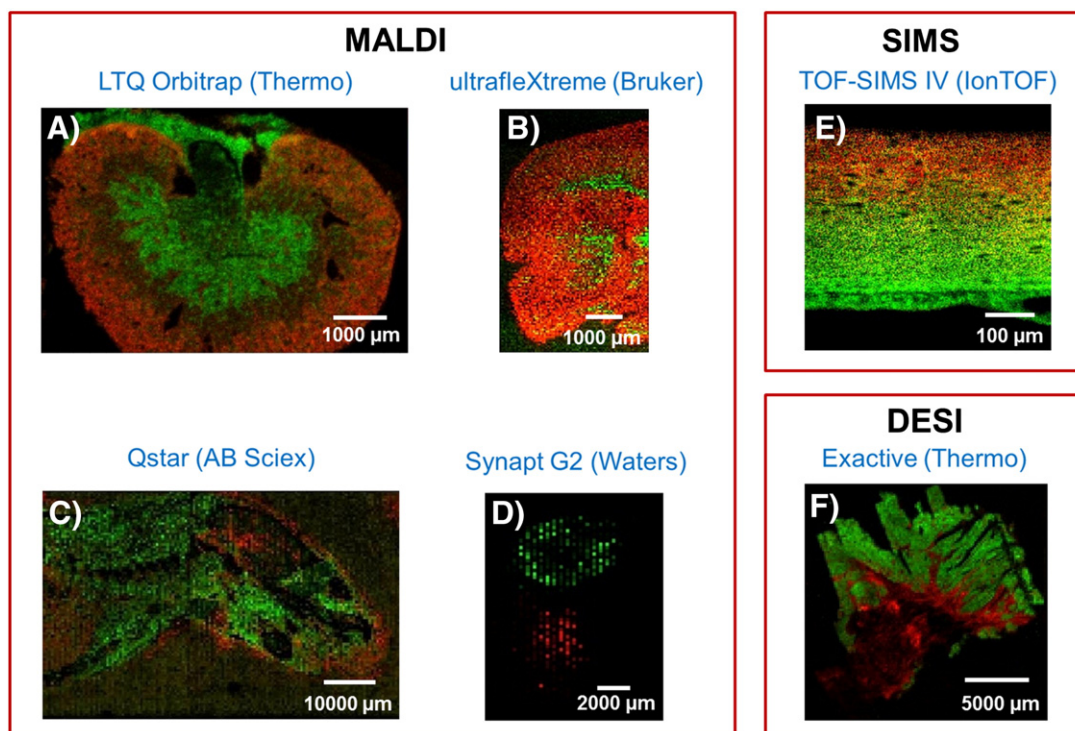 MALDI
LTQ Orbitrap (Thermo)
ultrafleXtreme (Bruker)
A)
1000 µm
B)
1000 µm
Qstar (AB Sciex)
Synapt G2 (Waters)
C)
10000 µm
D)
2000 µm
SIMS
TOF-SIMS IV (IonTOF)
E)
100 µm
DESI
Exactive (Thermo)
F)
5000 µm